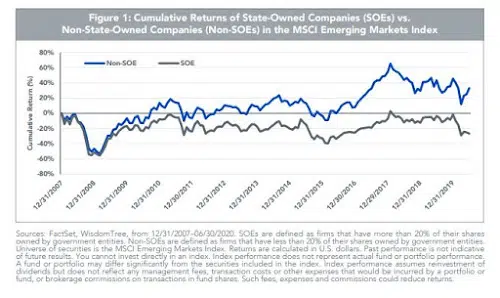 Figure 1: Cumulative Returns of State-Owned Companies (SOEs) vs.
Non-State-Owned Companies (Non-SOEs) in the MSCI Emerging Markets Index
80%
60%
40%
20%
0%
-20%
-40%
-60%
-80%
Cumulative Return (%)
Non-SOE
SOE
12/31/2007
12/31/2008
12/31/2009
12/31/2010
12/30/2011
12/31/2012
12/31/2013
12/31/2014
12/31/2015
12/30/2016
12/29/2017
12/31/2018
12/31/2019
Sources: FactSet, WisdomTree, from 12/31/2007–06/30/2020. SOEs are defined as firms that have more than 20% of their shares
owned by government entities. Non-SOEs are defined as firms that have less than 20% of their shares owned by government entities.
Universe of securities is the MSCI Emerging Markets Index. Returns are calculated in U.S. dollars. Past performance is not indicative
of future results. You cannot invest directly in an index. Index performance does not represent actual fund or portfolio performance.
A fund or portfolio may differ significantly from the securities included in the index. Index performance assumes reinvestment of
dividends but does not reflect any management fees, transaction costs or other expenses that would be incurred by a portfolio or
fund, or brokerage commissions on transactions in fund shares. Such fees, expenses and commissions could reduce returns.